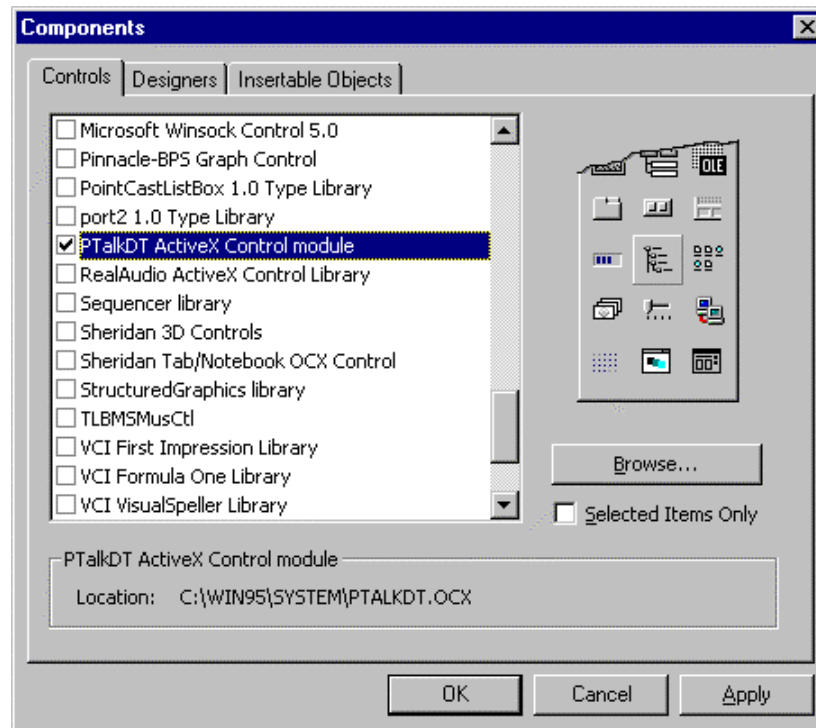 Components
Controls Designers Insertable Objects
Microsoft Winsock Control 5.0
Pinnacle-BPS Graph Control
PointCastListBox 1.0 Type Library
port2 1.0 Type Library
PTalkDT ActiveX Control module
RealAudio ActiveX Control Library
Sequencer library
Sheridan 3D Controls
Sheridan Tab/Notebook OCX Control
StructuredGraphics library
TLBMSMusCtl
VCI First Impression Library
VCI Formula One Library
VCI VisualSpeller Library
OLE
Browse...
Selected Items Only
PTalkDT ActiveX Control module
Location: C:\WIN95\SYSTEM\PTALKDT.OCX
OK Cancel Apply